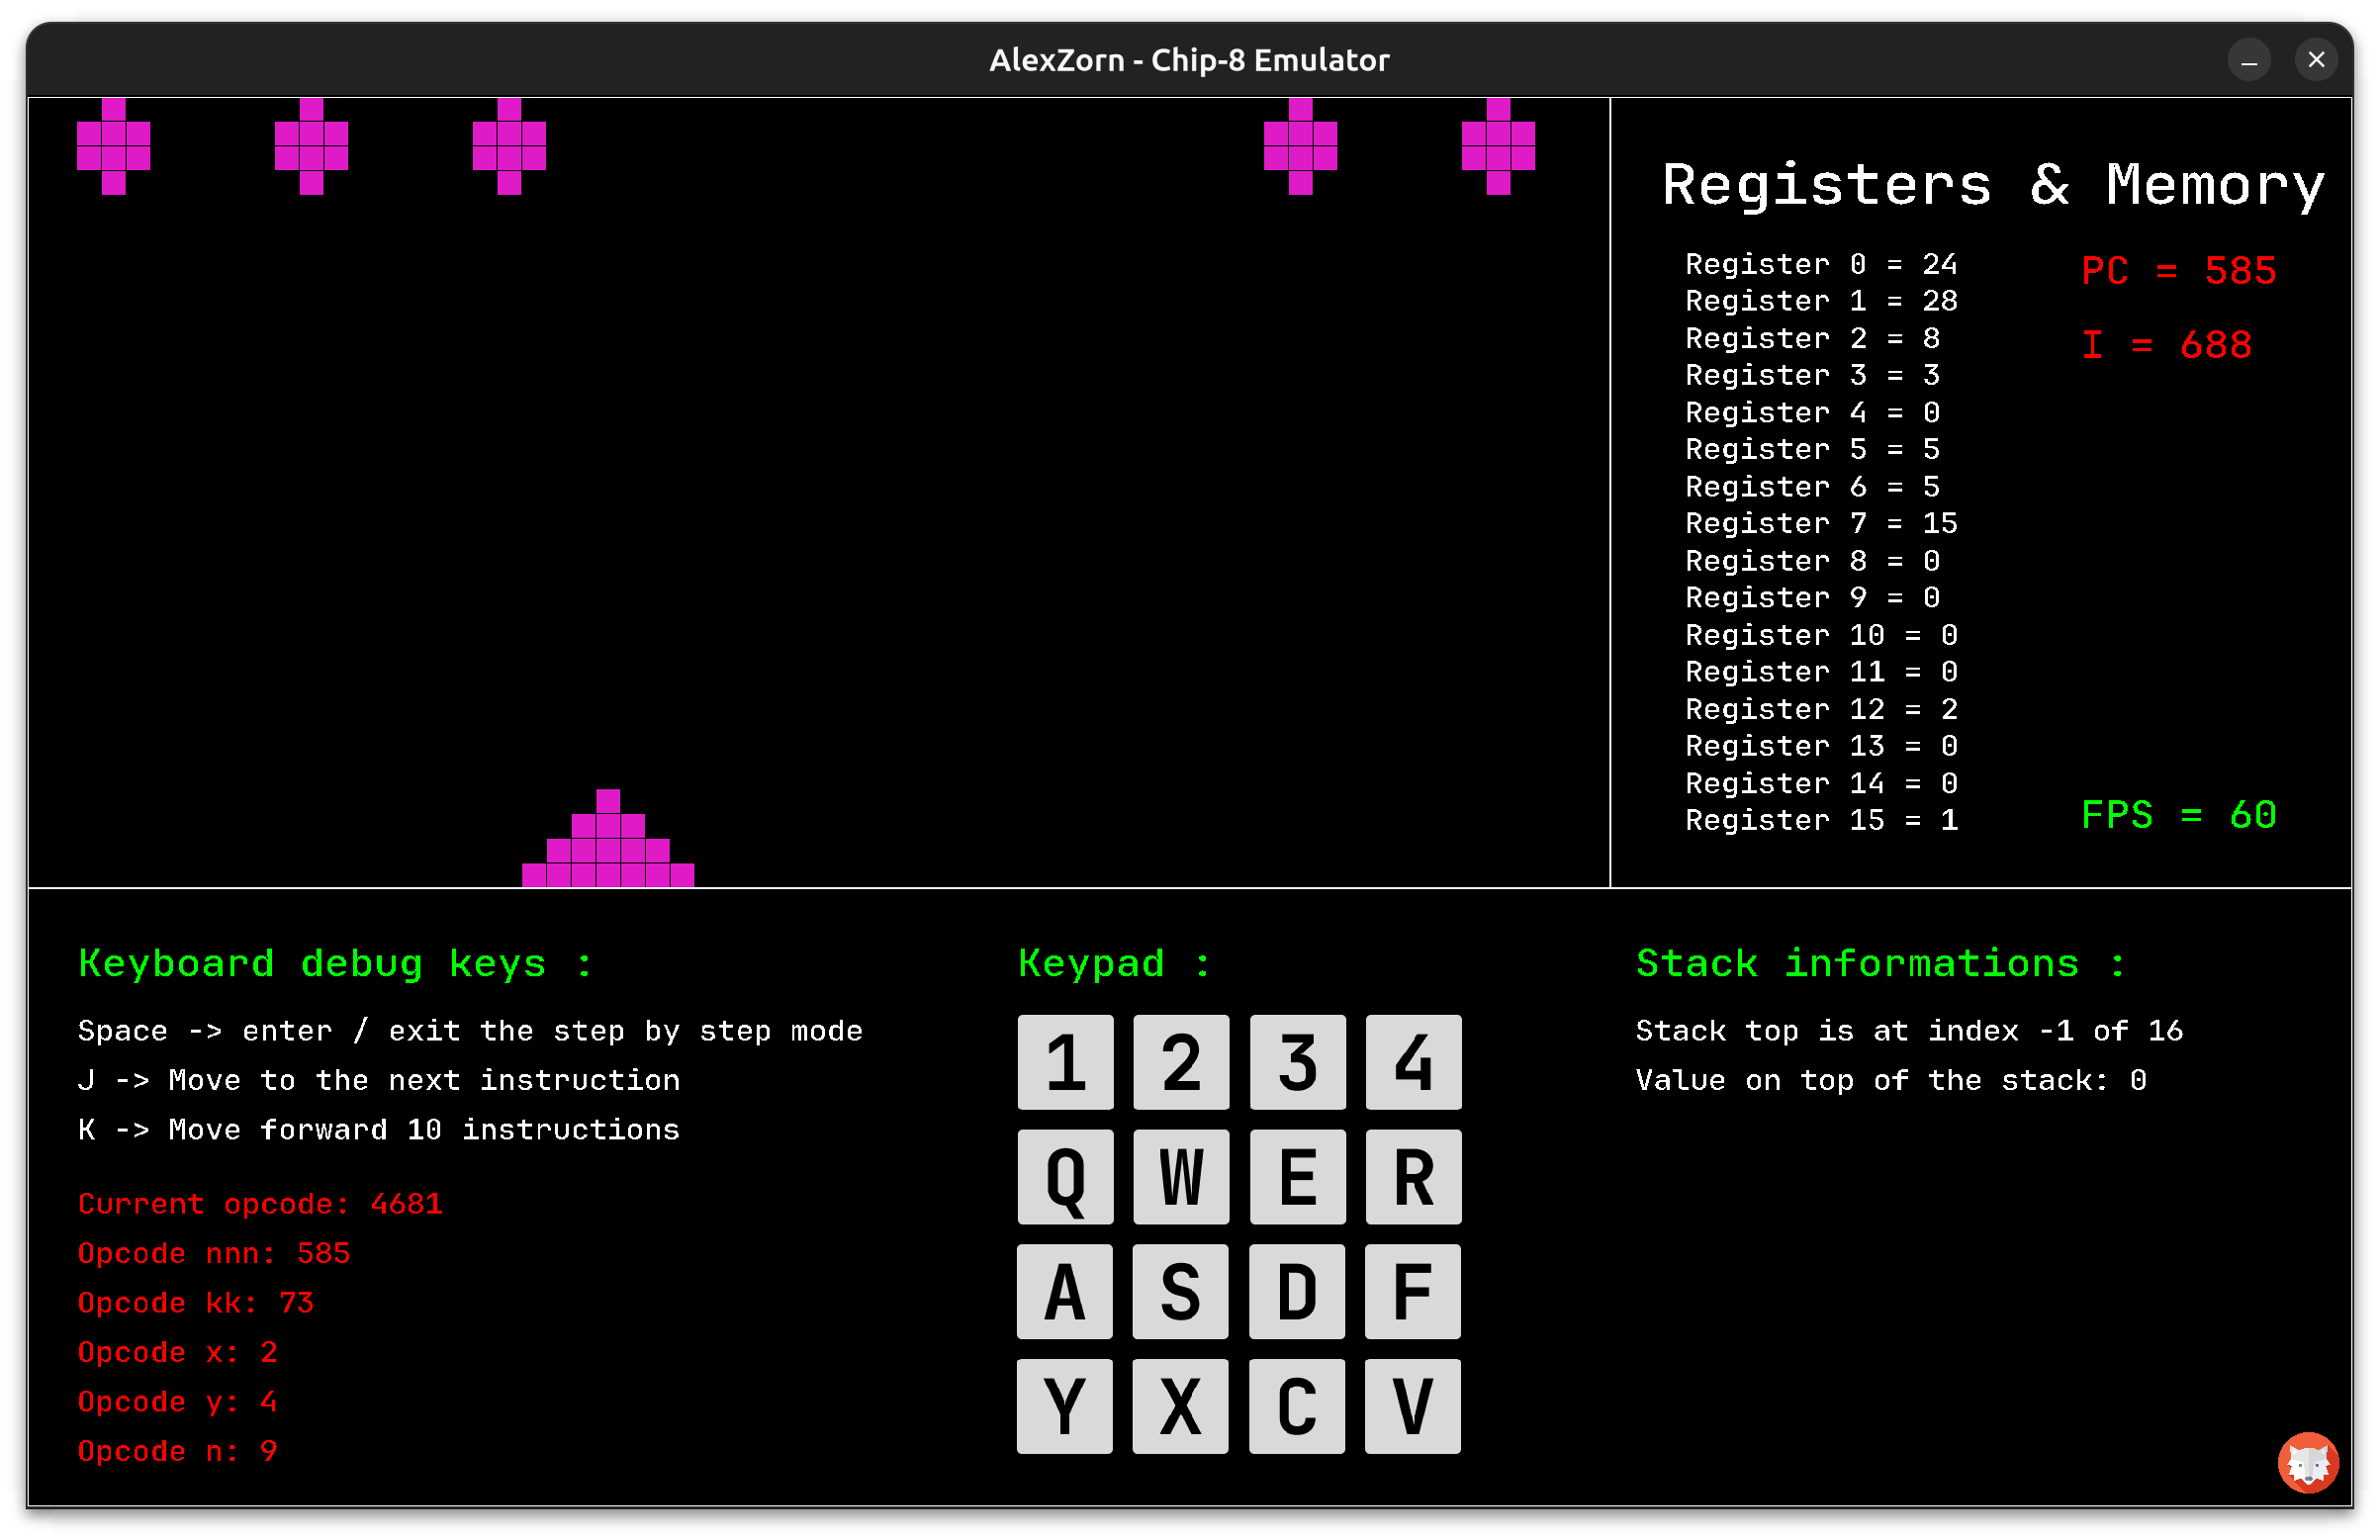 AlexZorn - Chip-8 Emulator
Registers & Memory
Register 0 = 24
Register 1 = 28
Register 2 = 8
Register 3 = 3
Register 4 = 0
Register 5 = 5
Register 6 = 5
Register 7 = 15
Register 8 = 0
Register 9 = 0
Register 10 = 0
Register 11 = 0
Register 12 = 2
Register 13 = 0
Register 14 = 0
Register 15 = 1
PC = 585
I = 688
FPS = 60
Keyboard debug keys :
Space -> enter / exit the step by step mode
J -> Move to the next instruction
K -> Move forward 10 instructions
Current opcode: 4681
Opcode nnn: 585
Opcode kk: 73
Opcode x: 2
Opcode y: 4
Opcode n: 9
Keypad :
1 2 3 4
Q W E R
A S D F
Y X C V
Stack informations :
Stack top is at index -1 of 16
Value on top of the stack: 0